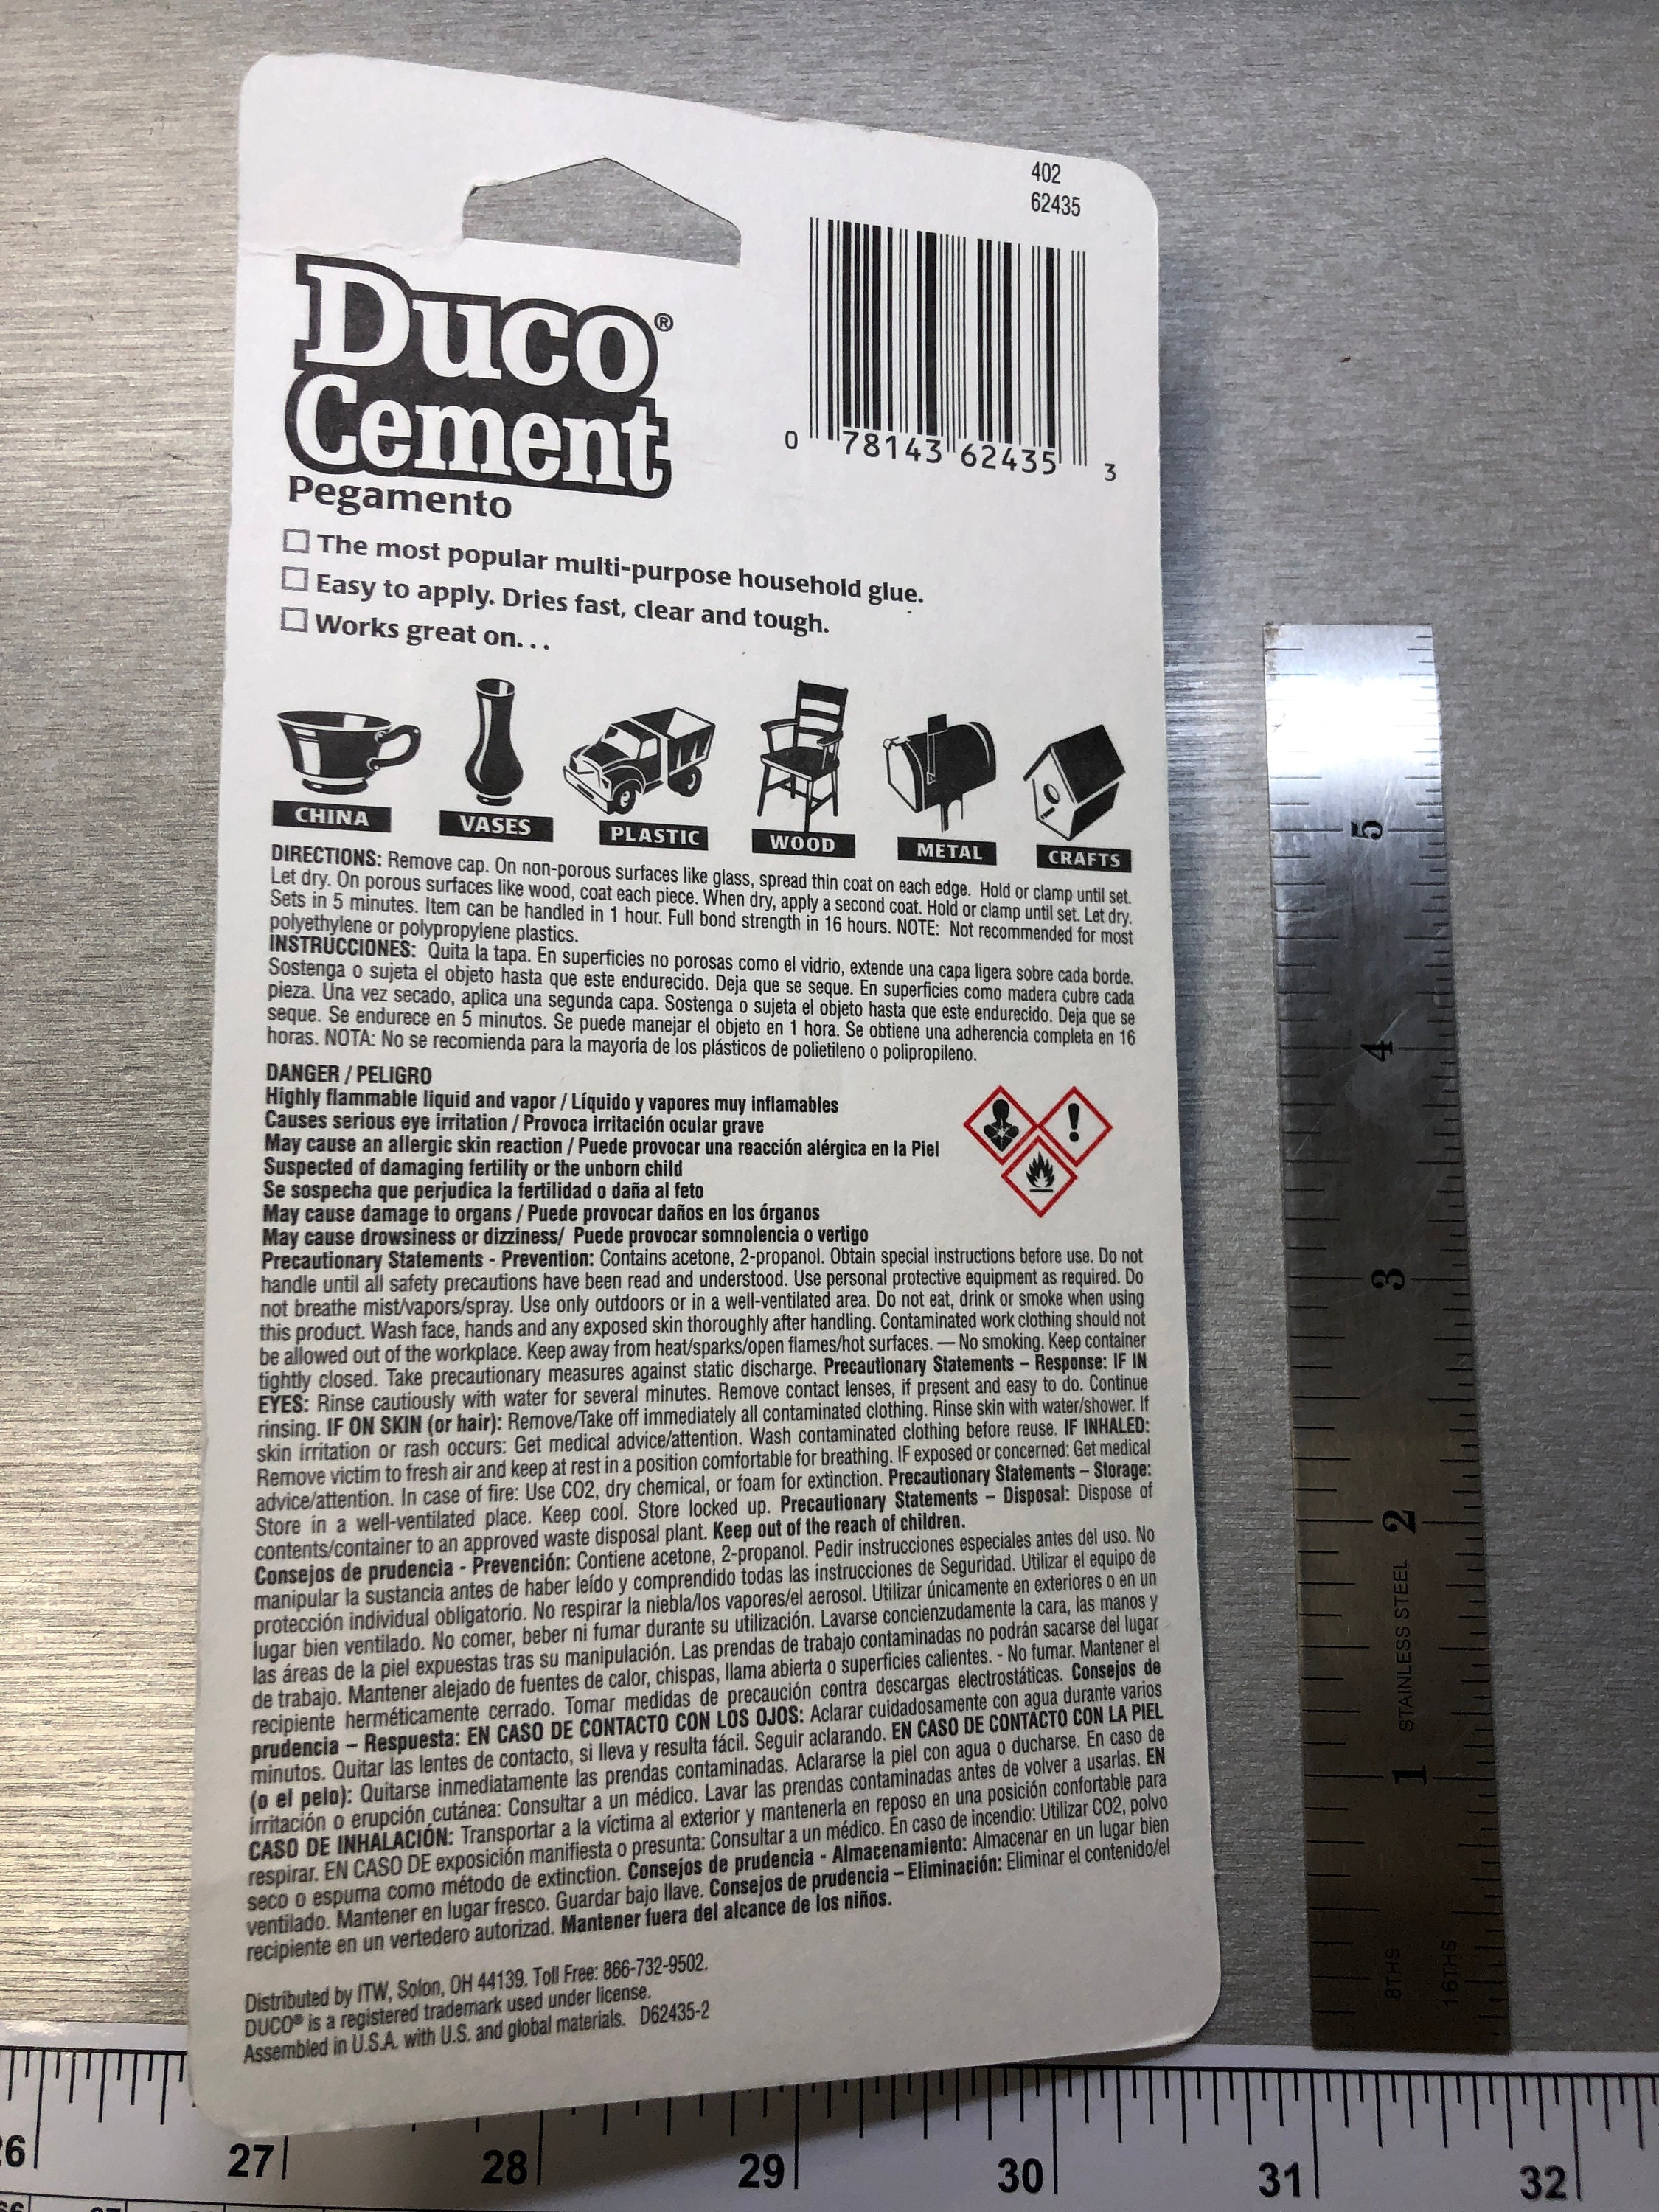 402
62435
Duco®
Cement
Pegamento
0 78143 62435 3
The most popular multi-purpose household glue.
Easy to apply. Dries fast, clear and tough.
Works great on. . .
CHINA
VASES
PLASTIC
WOOD
METAL
CRAFTS
DIRECTIONS: Remove cap. On non-porous surfaces like glass, spread thin coat on each edge. Hold or clamp until set.
Let dry. On porous surfaces like wood, coat each piece. When dry, apply a second coat. Hold or clamp until set. Let dry.
Sets in 5 minutes. Item can be handled in 1 hour. Full bond strength in 16 hours. NOTE: Not recommended for most
polyethylene or polypropylene plastics.
INSTRUCCIONES: Quita la tapa. En superficies no porosas como el vidrio, extende una capa ligera sobre cada borde.
Sostenga o sujeta el objeto hasta que este endurecido. Deja que se seque. En superficies como madera cubre cada
pieza. Una vez secado, aplica una segunda capa. Sostenga o sujeta el objeto hasta que este endurecido. Deja que se
seque. Se endurece en 5 minutos. Se puede manejar el objeto en 1 hora. Se obtiene una adherencia completa en 16
horas. NOTA: No se recomienda para la mayoría de los plásticos de polietileno o polipropileno.
DANGER / PELIGRO
Highly flammable liquid and vapor / Líquido y vapores muy inflamables
Causes serious eye irritation / Provoca irritación ocular grave
May cause an allergic skin reaction / Puede provocar una reacción alérgica en la Piel
Suspected of damaging fertility or the unborn child
Se sospecha que perjudica la fertilidad o daña al feto
May cause damage to organs / Puede provocar daños en los órganos
May cause drowsiness or dizziness/ Puede provocar somnolencia o vertigo
Precautionary Statements - Prevention: Contains acetone, 2-propanol. Obtain special instructions before use. Do not
handle until all safety precautions have been read and understood. Use personal protective equipment as required. Do
not breathe mist/vapors/spray. Use only outdoors or in a well-ventilated area. Do not eat, drink or smoke when using
this product. Wash face, hands and any exposed skin thoroughly after handling. Contaminated work clothing should not
be allowed out of the workplace. Keep away from heat/sparks/open flames/hot surfaces. — No smoking. Keep container
tightly closed. Take precautionary measures against static discharge. Precautionary Statements – Response: IF IN
EYES: Rinse cautiously with water for several minutes. Remove contact lenses, if present and easy to do. Continue
rinsing. IF ON SKIN (or hair): Remove/Take off immediately all contaminated clothing. Rinse skin with water/shower. If
skin irritation or rash occurs: Get medical advice/attention. Wash contaminated clothing before reuse. IF INHALED:
Remove victim to fresh air and keep at rest in a position comfortable for breathing. IF exposed or concerned: Get medical
advice/attention. In case of fire: Use CO2, dry chemical, or foam for extinction. Precautionary Statements – Storage:
Store in a well-ventilated place. Keep cool. Store locked up. Precautionary Statements – Disposal: Dispose of
contents/container to an approved waste disposal plant. Keep out of the reach of children.
Consejos de prudencia - Prevención: Contiene acetone, 2-propanol. Pedir instrucciones especiales antes del uso. No
manipular la sustancia antes de haber leído y comprendido todas las instrucciones de Seguridad. Utilizar el equipo de
protección individual obligatorio. No respirar la niebla/los vapores/el aerosol. Utilizar únicamente en exteriores o en un
lugar bien ventilado. No comer, beber ni fumar durante su utilización. Lavarse concienzudamente la cara, las manos y
las áreas de la piel expuestas tras su manipulación. Las prendas de trabajo contaminadas no podrán sacarse del lugar
de trabajo. Mantener alejado de fuentes de calor, chispas, llama abierta o superficies calientes. - No fumar. Mantener el
recipiente herméticamente cerrado. Tomar medidas de precaución contra descargas electrostáticas. Consejos de
prudencia – Respuesta: EN CASO DE CONTACTO CON LOS OJOS: Aclarar cuidadosamente con agua durante varios
minutos. Quitar las lentes de contacto, si lleva y resulta fácil. Seguir aclarando. EN CASO DE CONTACTO CON LA PIEL
(o el pelo): Quitarse inmediatamente las prendas contaminadas. Aclararse la piel con agua o ducharse. En caso de
irritación o erupción cutánea: Consultar a un médico. Lavar las prendas contaminadas antes de volver a usarlas. EN
CASO DE INHALACIÓN: Transportar a la víctima al exterior y mantenerla en reposo en una posición confortable para
respirar. EN CASO DE exposición manifiesta o presunta: Consultar a un médico. En caso de incendio: Utilizar CO2, polvo
seco o espuma como método de extinction. Consejos de prudencia - Almacenamiento: Almacenar en un lugar bien
ventilado. Mantener en lugar fresco. Guardar bajo llave. Consejos de prudencia – Eliminación: Eliminar el contenido/el
recipiente en un vertedero autorizad. Mantener fuera del alcance de los niños.
Distributed by ITW, Solon, OH 44139. Toll Free: 866-732-9502.
DUCO® is a registered trademark used under license.
Assembled in U.S.A. with U.S. and global materials. D62435-2
5
4
3
2
1
STAINLESS STEEL
8THS
16THS
26 27 28 29 30 31 32